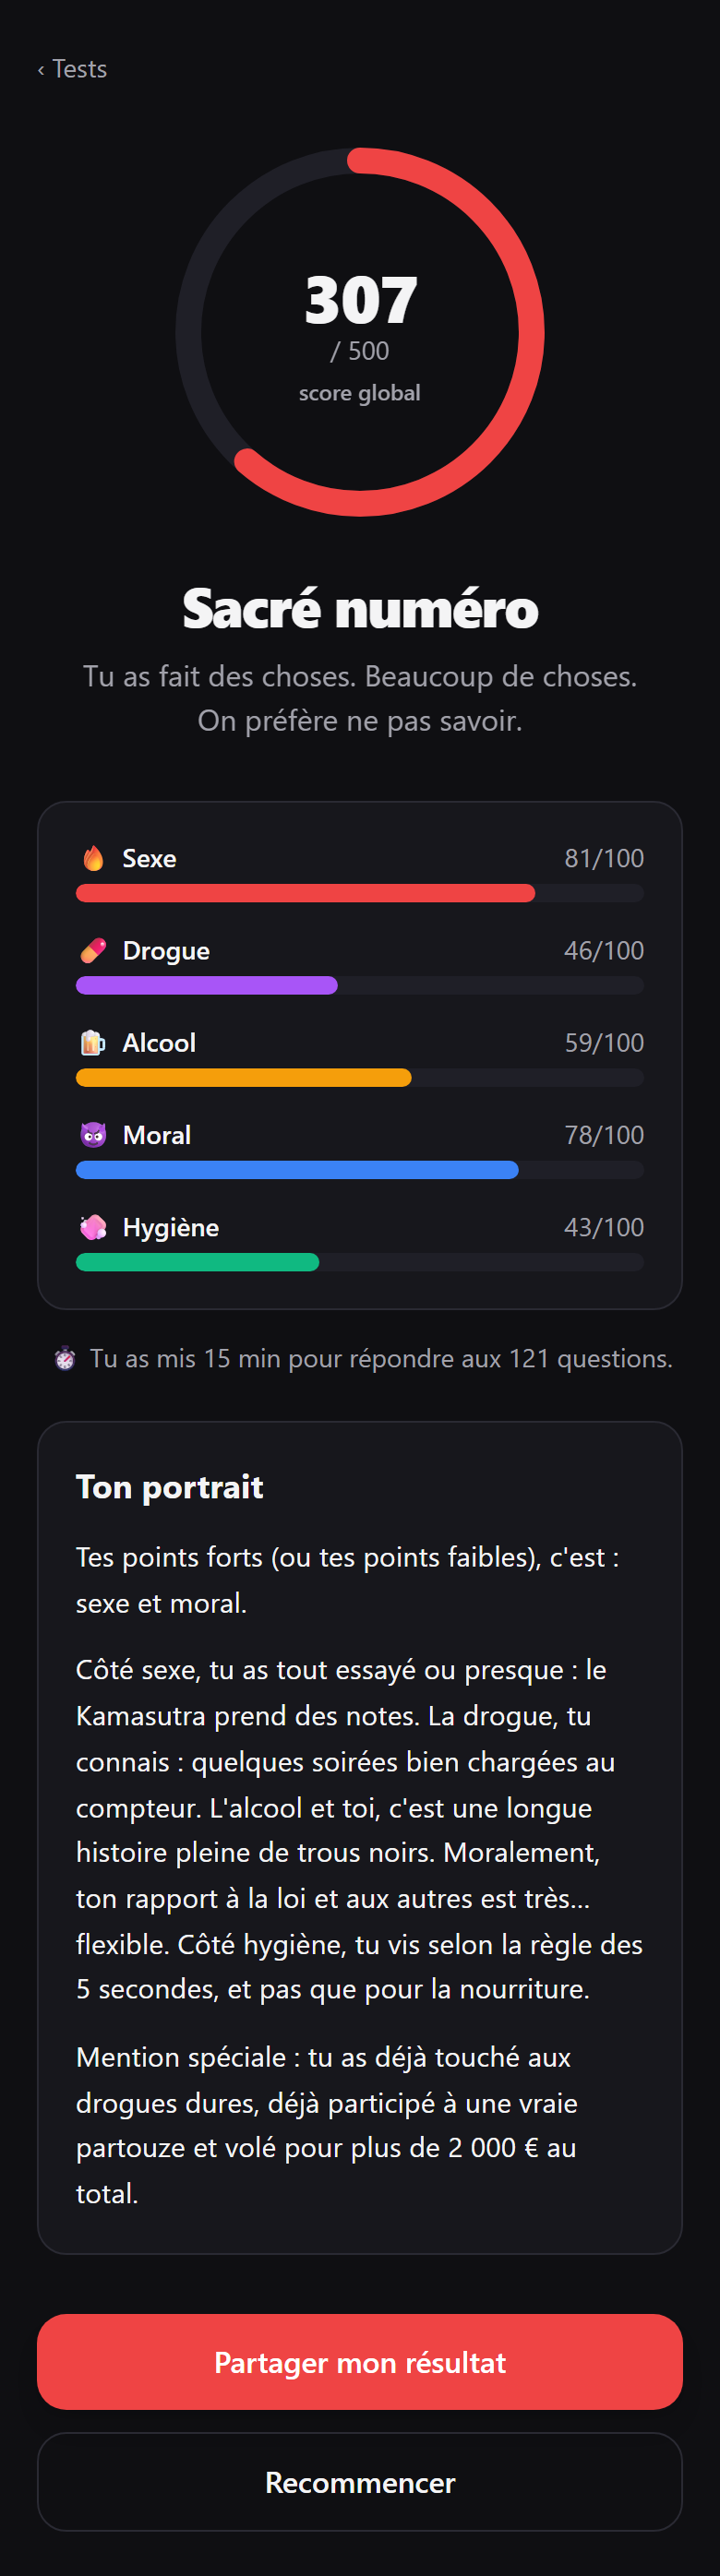 ‹ Tests
307
/ 500
score global
Sacré numéro
Tu as fait des choses. Beaucoup de choses.
On préfère ne pas savoir.
Sexe 81/100
Drogue 46/100
Alcool 59/100
Moral 78/100
Hygiène 43/100
Tu as mis 15 min pour répondre aux 121 questions.
Ton portrait
Tes points forts (ou tes points faibles), c'est :
sexe et moral.
Côté sexe, tu as tout essayé ou presque : le
Kamasutra prend des notes. La drogue, tu
connais : quelques soirées bien chargées au
compteur. L'alcool et toi, c'est une longue
histoire pleine de trous noirs. Moralement,
ton rapport à la loi et aux autres est très…
flexible. Côté hygiène, tu vis selon la règle des
5 secondes, et pas que pour la nourriture.
Mention spéciale : tu as déjà touché aux
drogues dures, déjà participé à une vraie
partouze et volé pour plus de 2 000 € au
total.
Partager mon résultat
Recommencer